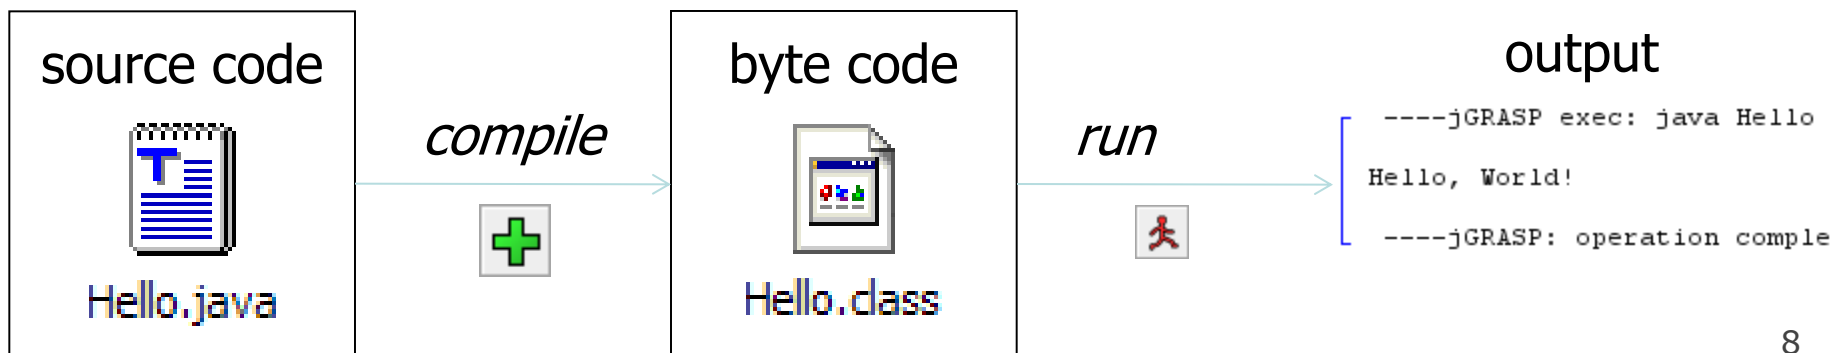 source code
Hello.java
compile
byte code
Hello.class
run
output
----jGRASP exec: java Hello
Hello, World!
----jGRASP: operation comple
8